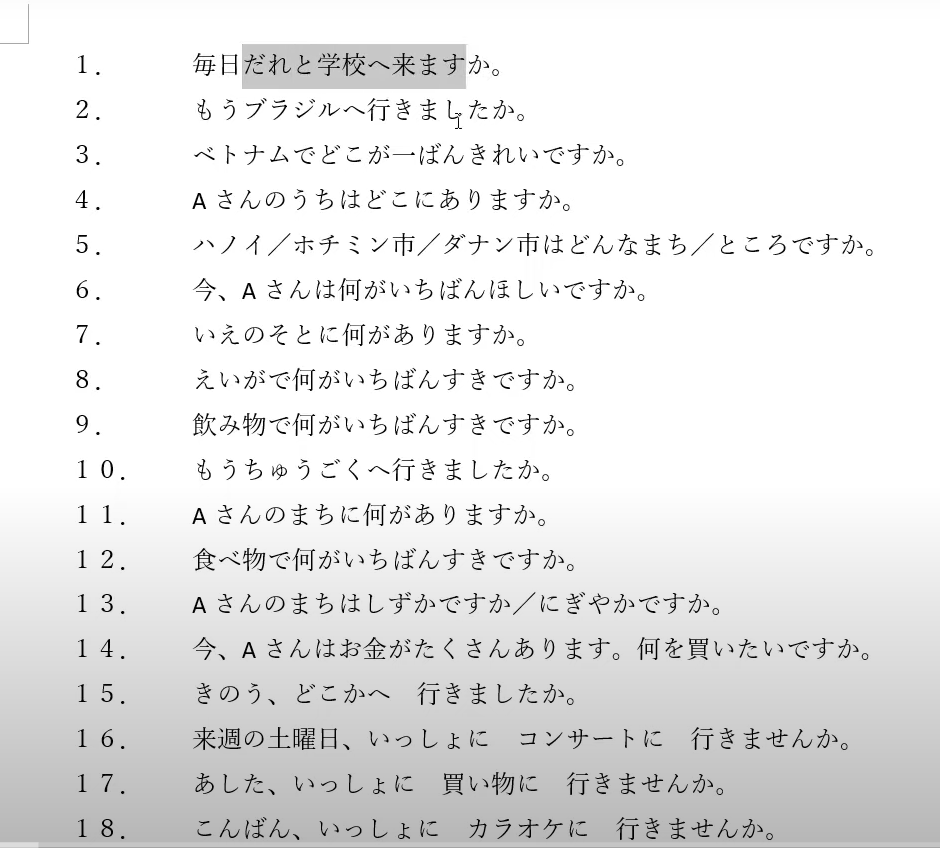 １． 毎日だれと学校へ来ますか。
２． もうブラジルへ行きましたか。
３． ベトナムでどこが一ばんきれいですか。
４． A さんのうちはどこにありますか。
５． ハノイ／ホチミン市／ダナン市はどんなまち／ところですか。
６． 今、A さんは何がいちばんほしいですか。
７． いえのそとに何がありますか。
８． えいがで何がいちばんすきですか。
９． 飲み物で何がいちばんすきですか。
１０． もうちゅうごくへ行きましたか。
１１． A さんのまちに何がありますか。
１２． 食べ物で何がいちばんすきですか。
１３． A さんのまちはしずかですか／にぎやかですか。
１４． 今、A さんはお金がたくさんあります。何を買いたいですか。
１５． きのう、どこかへ　行きましたか。
１６． 来週の土曜日、いっしょに　コンサートに　行きませんか。
１７． あした、いっしょに　買い物に　行きませんか。
１８． こんばん、いっしょに　カラオケに　行きませんか。